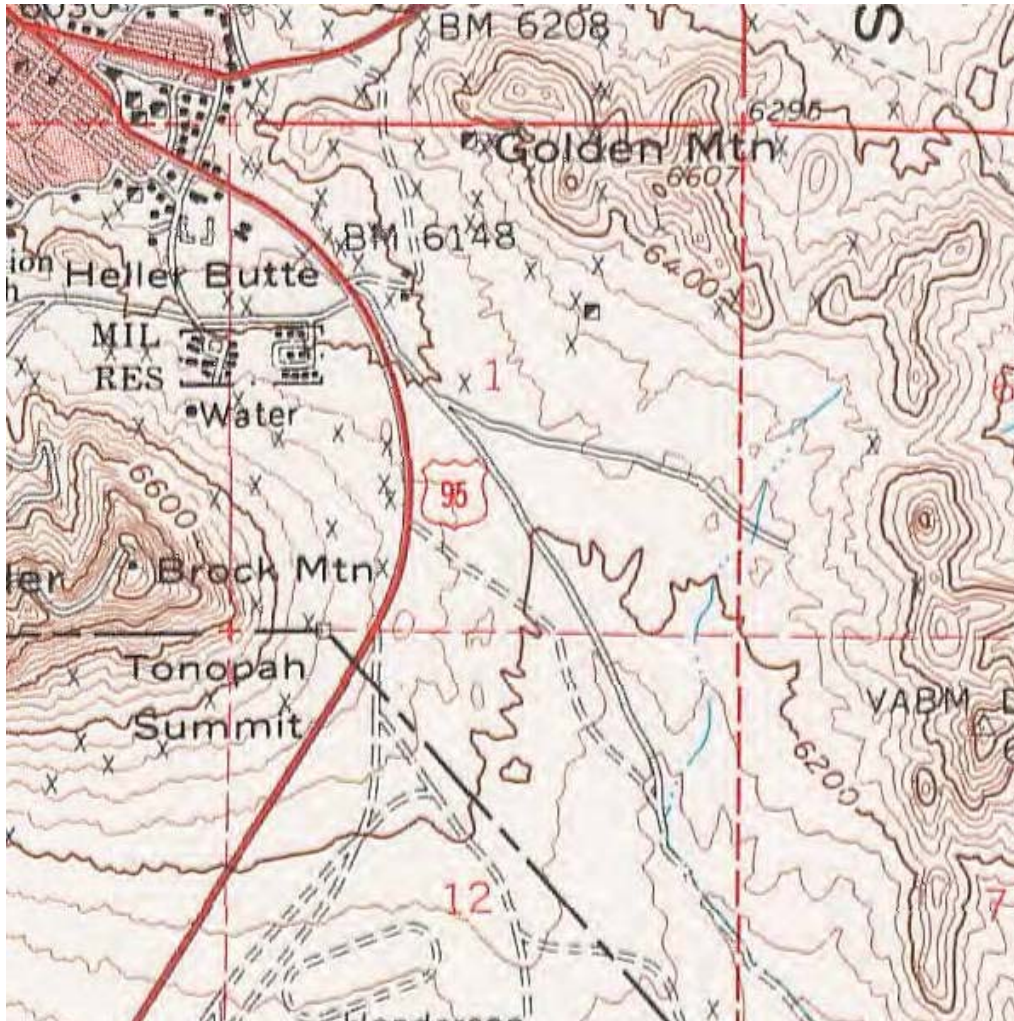 6030
BM 6208
S
6295
Golden Mtn
6607
BM 6148
6400
Heller Butte
MIL
RES
1
Water
6600
95
Brock Mtn
Tonopah
Summit
VABM
6200
12
7